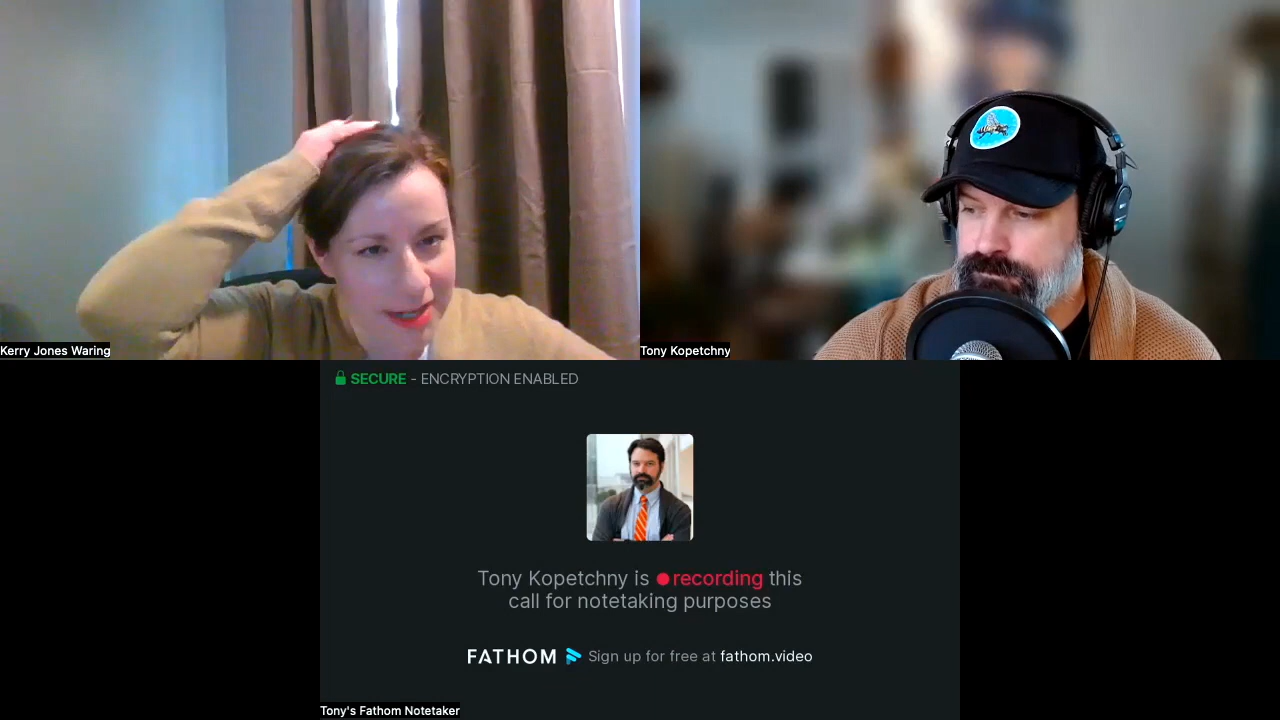 Kerry Jones Waring
Tony Kopetchny
SECURE - ENCRYPTION ENABLED
Tony Kopetchny is recording this
call for notetaking purposes
FATHOM Sign up for free at fathom.video
Tony's Fathom Notetaker